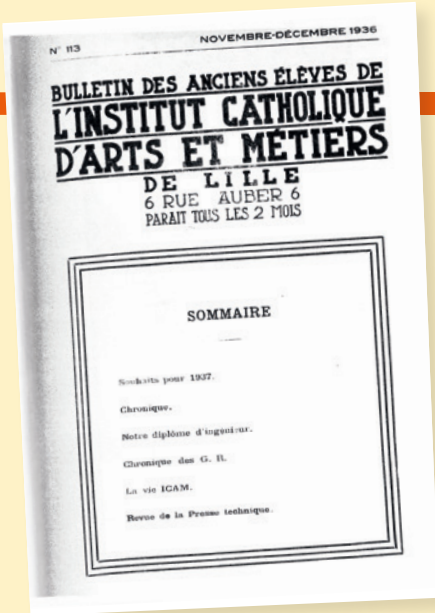 N° 113
NOVEMBRE-DÉCEMBRE 1936
BULLETIN DES ANCIENS ÉLÈVES DE
L'INSTITUT CATHOLIQUE
D'ARTS ET MÉTIERS
DE LILLE
6 RUE AUBER 6
PARAIT TOUS LES 2 MOIS
SOMMAIRE
Souhaits pour 1937.
Chronique.
Notre diplôme d'ingénieur.
Chronique des G. R.
La vie ICAM.
Revue de la Presse technique.